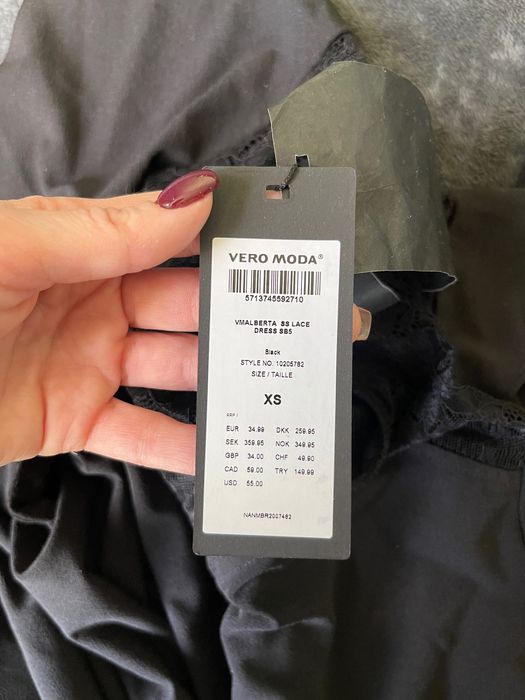 VERO MODA®
5713745592710
VMALBERTA SS LACE
DRESS SB5
Black
STYLE NO. 10205782
SIZE / TAILLE
XS
RRP /
EUR 34.99 DKK 259.95
SEK 359.95 NOK 349.95
GBP 34.00 CHF 49.90
CAD 59.00 TRY 149.99
USD 55.00
NANMBR2007462